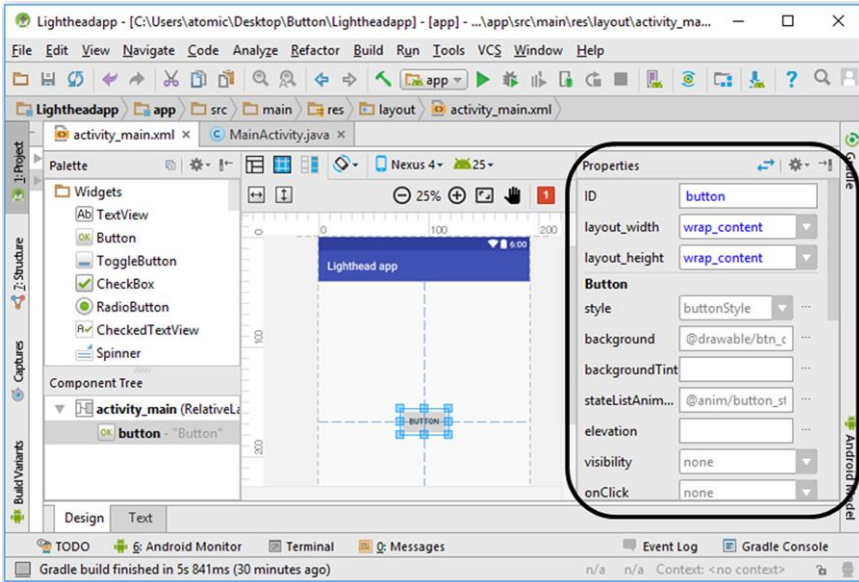 Lightheadapp - [C:\Users\atomic\Desktop\Button\Lightheadapp] - [app] - ...\app\src\main\res\layout\activity_ma...
File Edit View Navigate Code Analyze Refactor Build Run Tools VCS Window Help
app
Lightheadapp app src main res layout activity_main.xml
activity_main.xml MainActivity.java
1: Project
7: Structure
Captures
Build Variants
Palette
Widgets
Ab TextView
OK Button
ToggleButton
CheckBox
RadioButton
CheckedTextView
Spinner
Component Tree
activity_main (RelativeLa
OK button - "Button"
Nexus 4 25
25% 1
0 100 200
0
100
200
6:00
Lighthead app
BUTTON
Properties
ID button
layout_width wrap_content
layout_height wrap_content
Button
style buttonStyle ...
background @drawable/btn_c ...
backgroundTint ...
stateListAnim... @anim/button_st ...
elevation ...
visibility none
onClick none
Gradle
Android Model
Design Text
TODO 6: Android Monitor Terminal 0: Messages Event Log Gradle Console
Gradle build finished in 5s 841ms (30 minutes ago) n/a n/a Context: <no context>